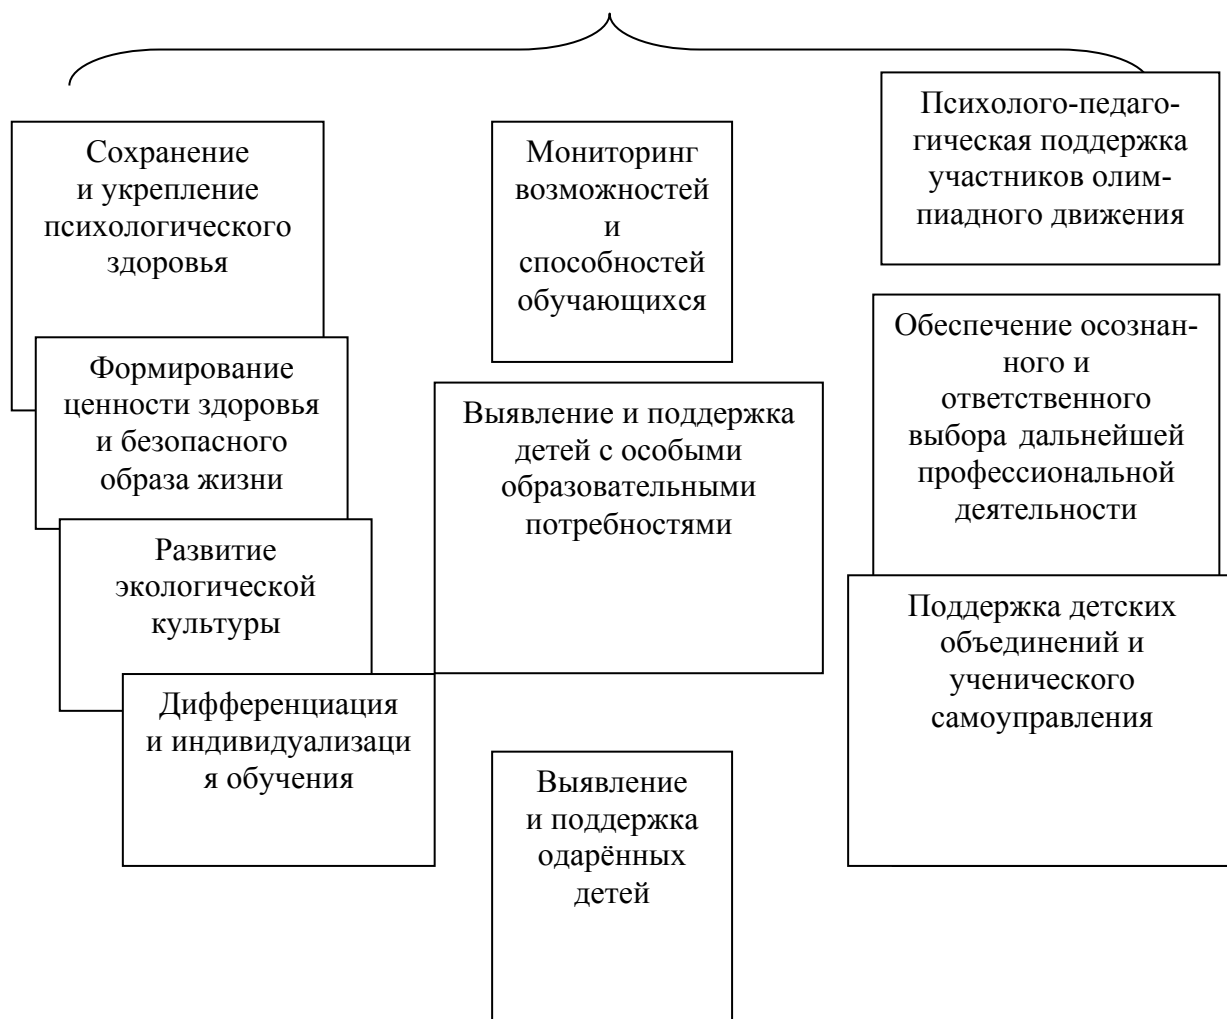 Сохранение
и укрепление
психологического
здоровья
Формирование
ценности здоровья
и безопасного
образа жизни
Развитие
экологической
культуры
Дифференциация
и индивидуализаци
я обучения
Мониторинг
возможностей
и
способностей
обучающихся
Выявление и поддержка
детей с особыми
образовательными
потребностями
Выявление
и поддержка
одарённых
детей
Психолого-педаго-
гическая поддержка
участников олим-
пиадного движения
Обеспечение осознан-
ного и
ответственного
выбора дальнейшей
профессиональной
деятельности
Поддержка детских
объединений и
ученического
самоуправления